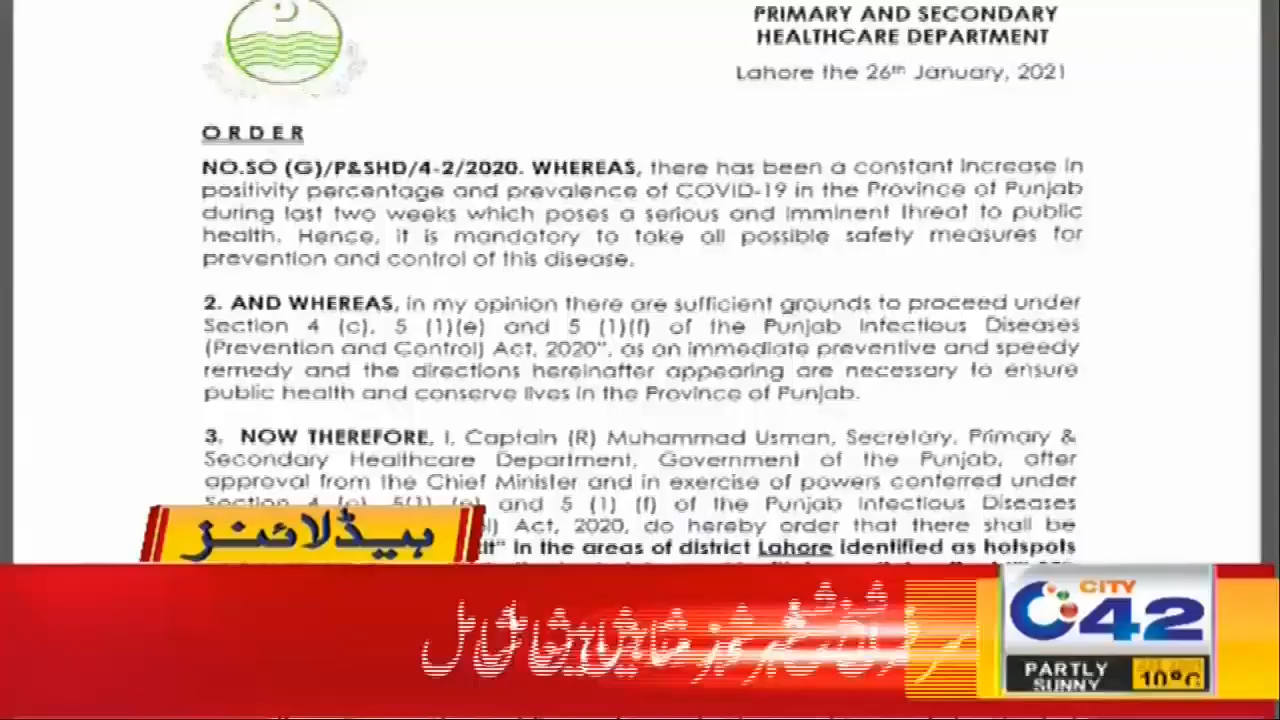 PRIMARY AND SECONDARY
HEALTHCARE DEPARTMENT
Lahore the 26th January, 2021
ORDER
NO.SO (G)/P&SHD/4-2/2020. WHEREAS, there has been a constant increase in
positivity percentage and prevalence of COVID-19 in the Province of Punjab
during last two weeks which poses a serious and imminent threat to public
health. Hence, it is mandatory to take all possible safety measures for
prevention and control of this disease.
2. AND WHEREAS, in my opinion there are sufficient grounds to proceed under
Section 4 (c), 5 (1)(e) and 5 (1)(f) of the Punjab Infectious Diseases
(Prevention and Control) Act, 2020", as an immediate preventive and speedy
remedy and the directions hereinafter appearing are necessary to ensure
public health and conserve lives in the Province of Punjab.
3. NOW THEREFORE, I, Captain (R) Muhammad Usman, Secretary, Primary &
Secondary Healthcare Department, Government of the Punjab, after
approval from the Chief Minister and in exercise of powers conferred under
Section 4 (c), 5(1) (e) and 5 (1) (f) of the Punjab Infectious Diseases
Act, 2020, do hereby order that there shall be
in the areas of district Lahore identified as hotspots
ہیڈلائنز
CITY
42
PARTLY
SUNNY
10°C